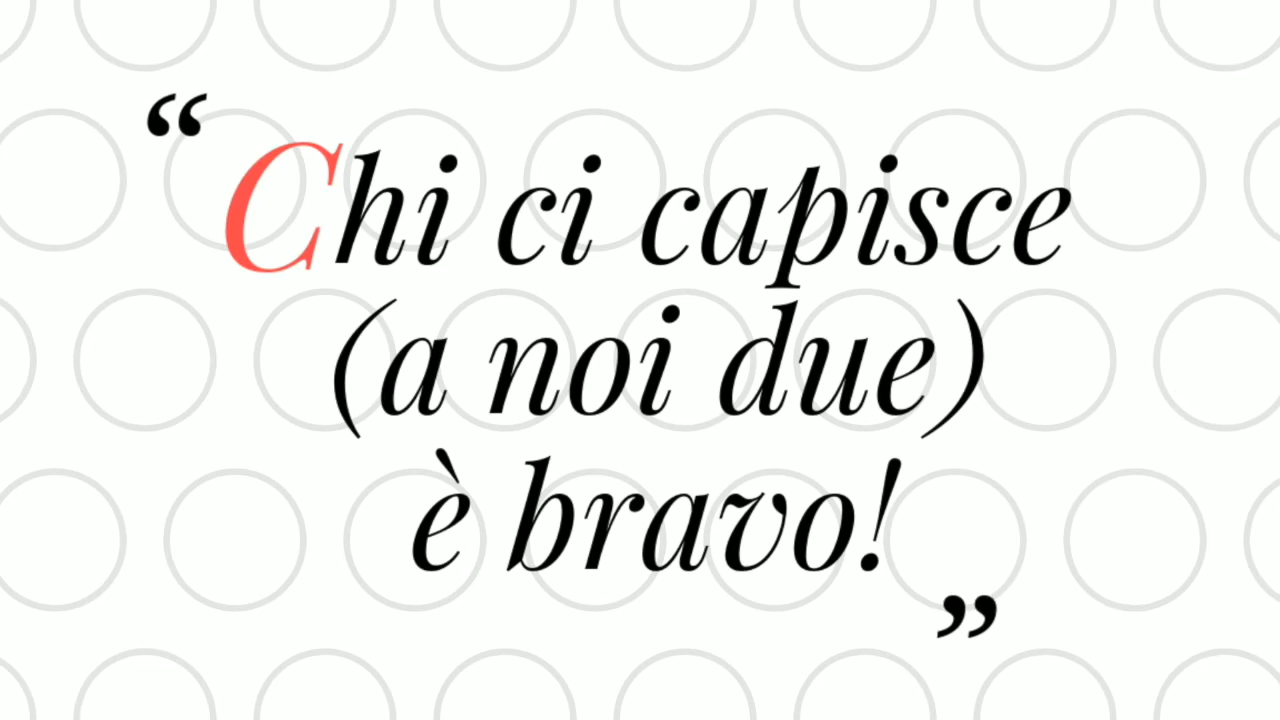 “Chi ci capisce
(a noi due)
è bravo!”